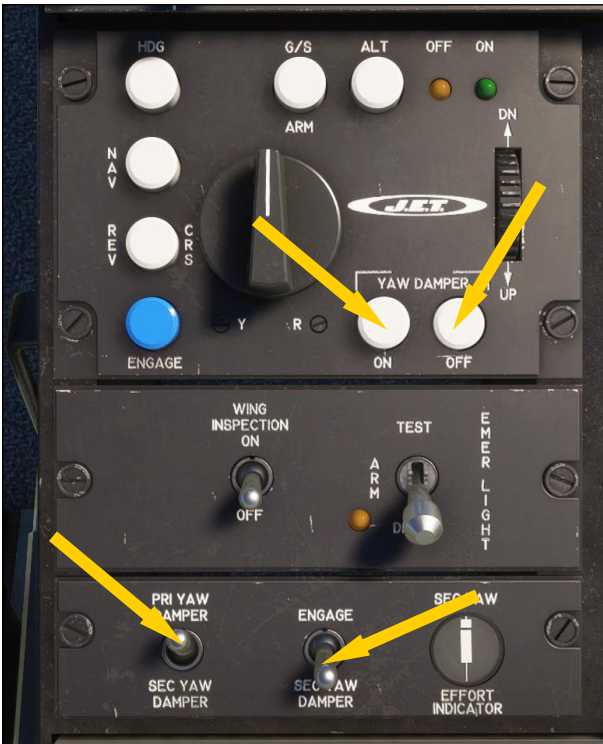 HDG
G/S
ALT
OFF
ON
ARM
DN
NAV
J.E.T.
REV
CRS
YAW DAMPER
UP
Y
R
ENGAGE
ON
OFF
WING
INSPECTION
ON
OFF
TEST
ARM
EMER LIGHT
PRI YAW
DAMPER
SEC YAW
DAMPER
ENGAGE
SEC YAW
DAMPER
SEC YAW
EFFORT
INDICATOR